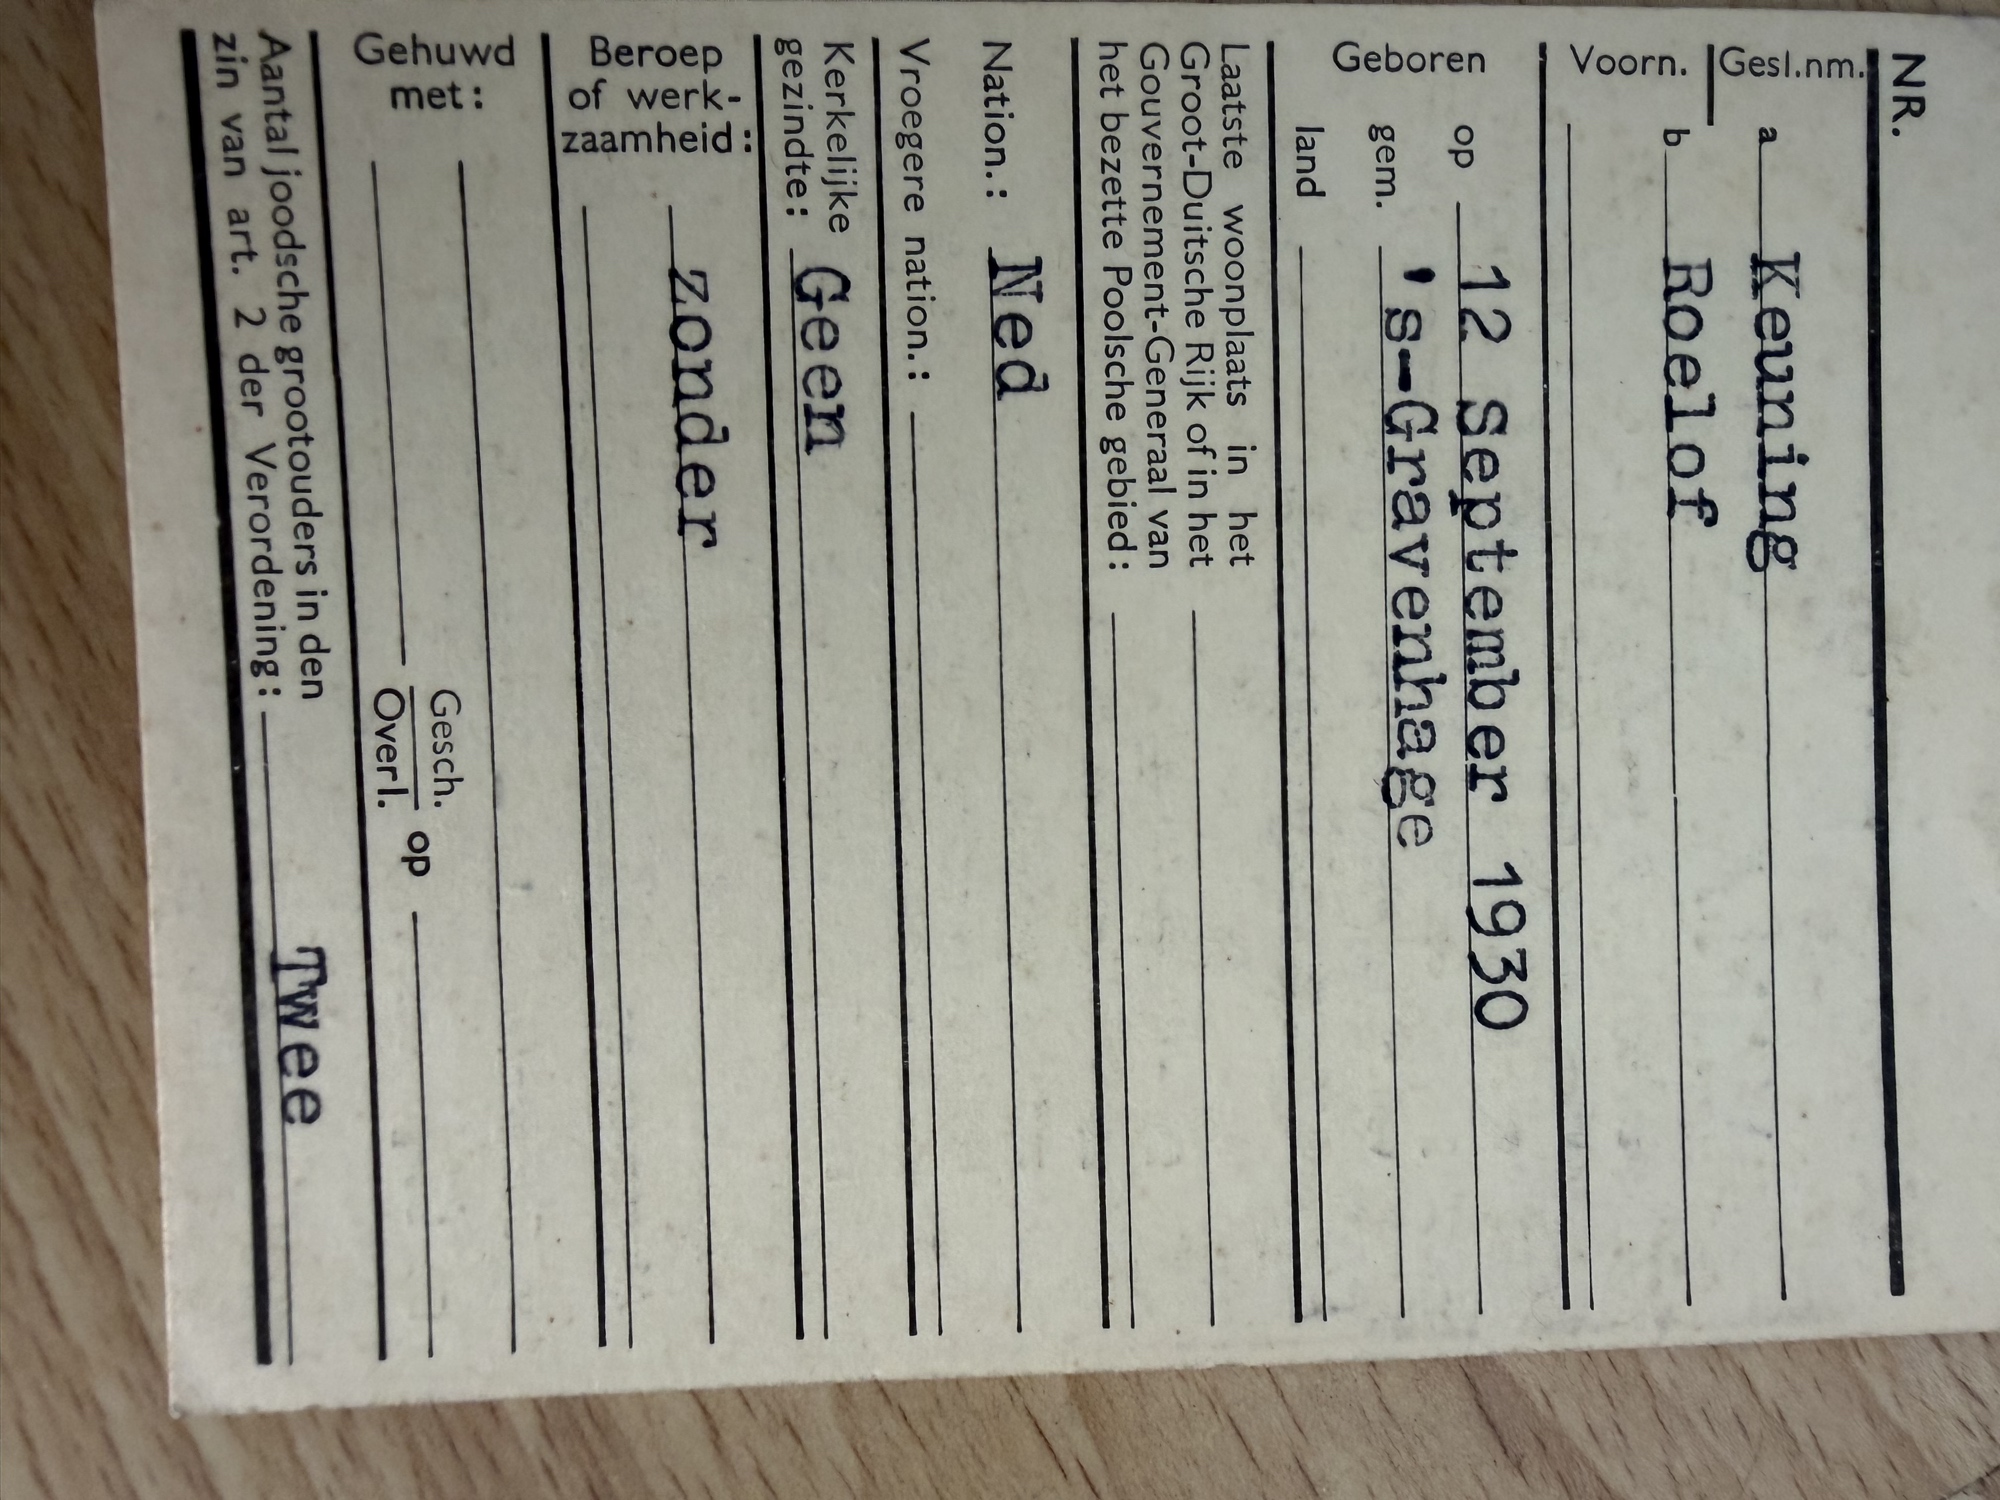 NR.
Gesl.nm. a Keuning
Voorn. b Roelof
Geboren op 12 September 1930
gem. 's-Gravenhage
land
Laatste woonplaats in het
Groot-Duitsche Rijk of in het
Gouvernement-Generaal van
het bezette Poolsche gebied:
Nation.: Ned
Vroegere nation.:
Kerkelijke
gezindte: Geen
Beroep
of werk-
zaamheid: zonder
Gehuwd
met:
Gesch.
Overl. op
Aantal joodsche grootouders in den
zin van art. 2 der Verordening: Twee